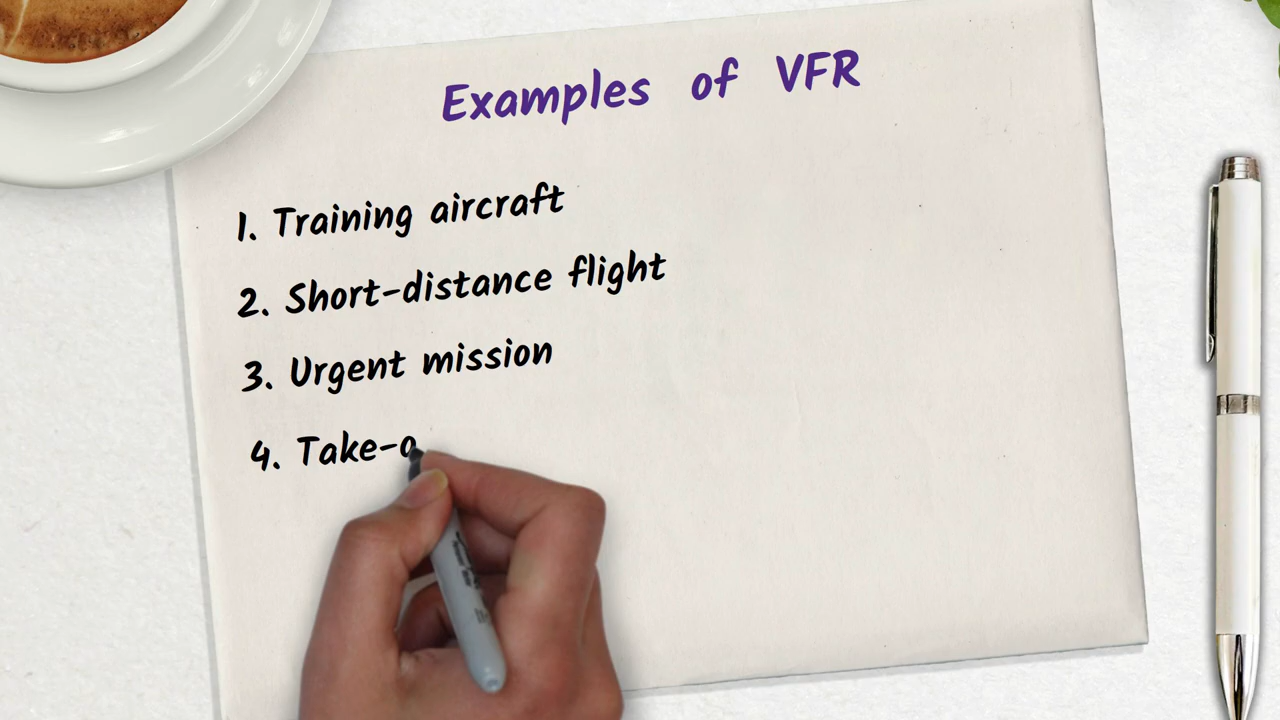 Examples of VFR
1. Training aircraft
2. Short-distance flight
3. Urgent mission
4. Take-o